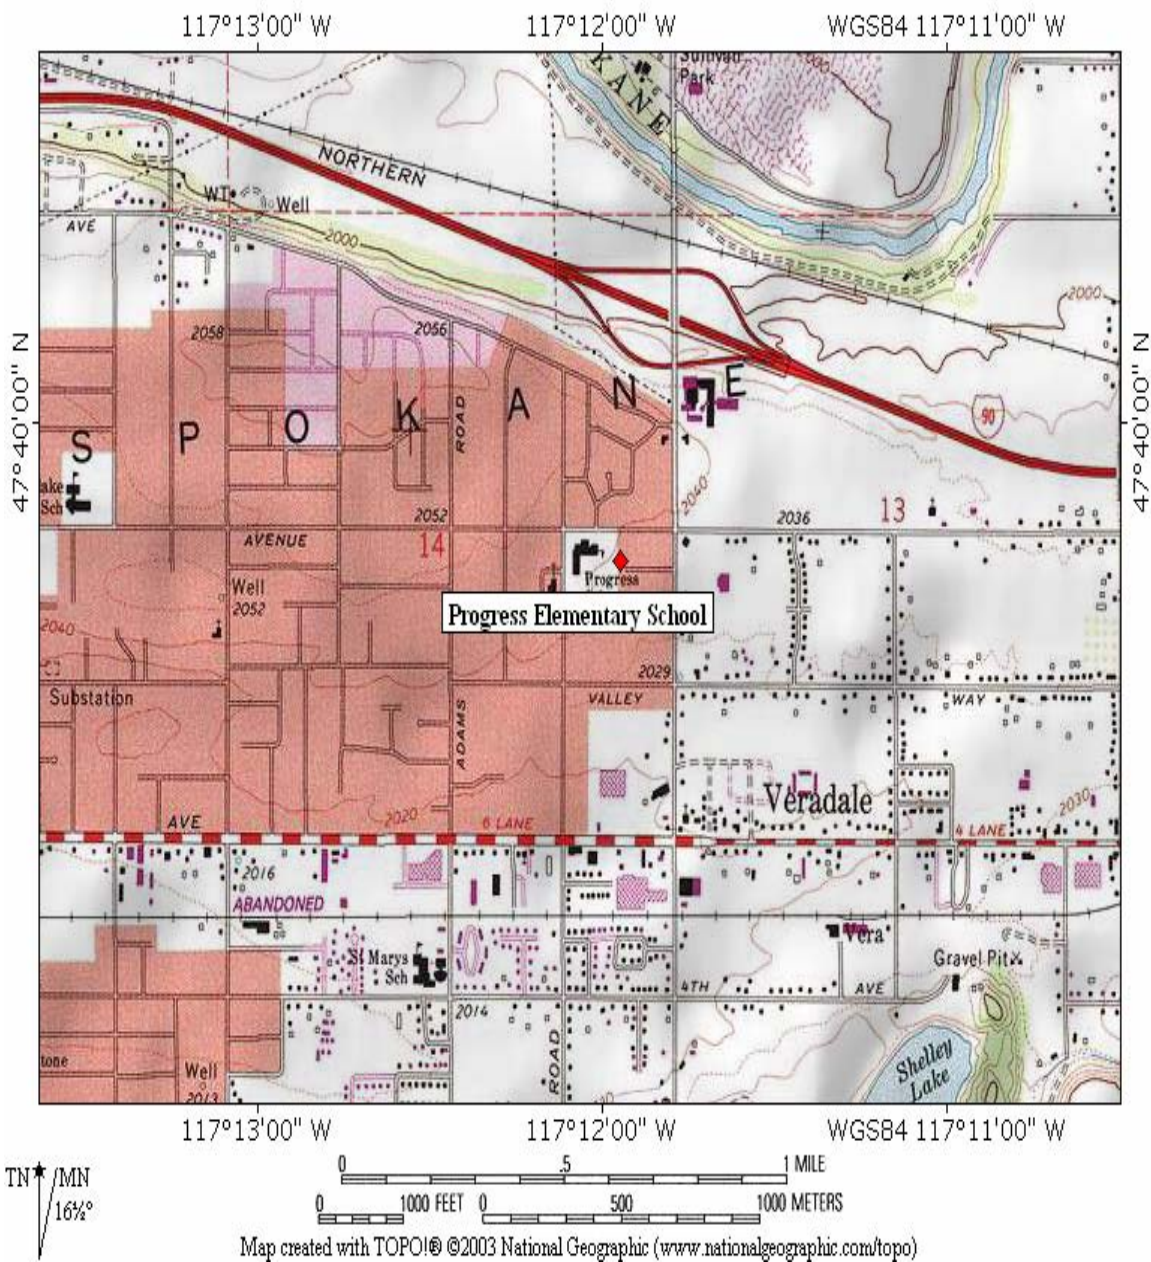 117°13'00" W 117°12'00" W WGS84 117°11'00" W
KANE
Sullivan
Park
NORTHERN
WT
Well
AVE
2000
2000
2058
2056
47°40'00" N
47°40'00" N
SPOKANE
ROAD
90
ake
Sch
2040
2052
2036
13
AVENUE
14
Progress
Well
2052
Progress Elementary School
2040
2029
Substation
VALLEY
WAY
ADAMS
Veradale
2030
AVE
2020
6 LANE
4 LANE
2016
ABANDONED
Vera
St Marys
Sch
Gravel Pit
4TH
AVE
2014
ROAD
Shelley
Lake
tone
Well
2013
117°13'00" W 117°12'00" W WGS84 117°11'00" W
TN MN
16½°
0 .5 1 MILE
0 1000 FEET 0 500 1000 METERS
Map created with TOPO!® ©2003 National Geographic (www.nationalgeographic.com/topo)